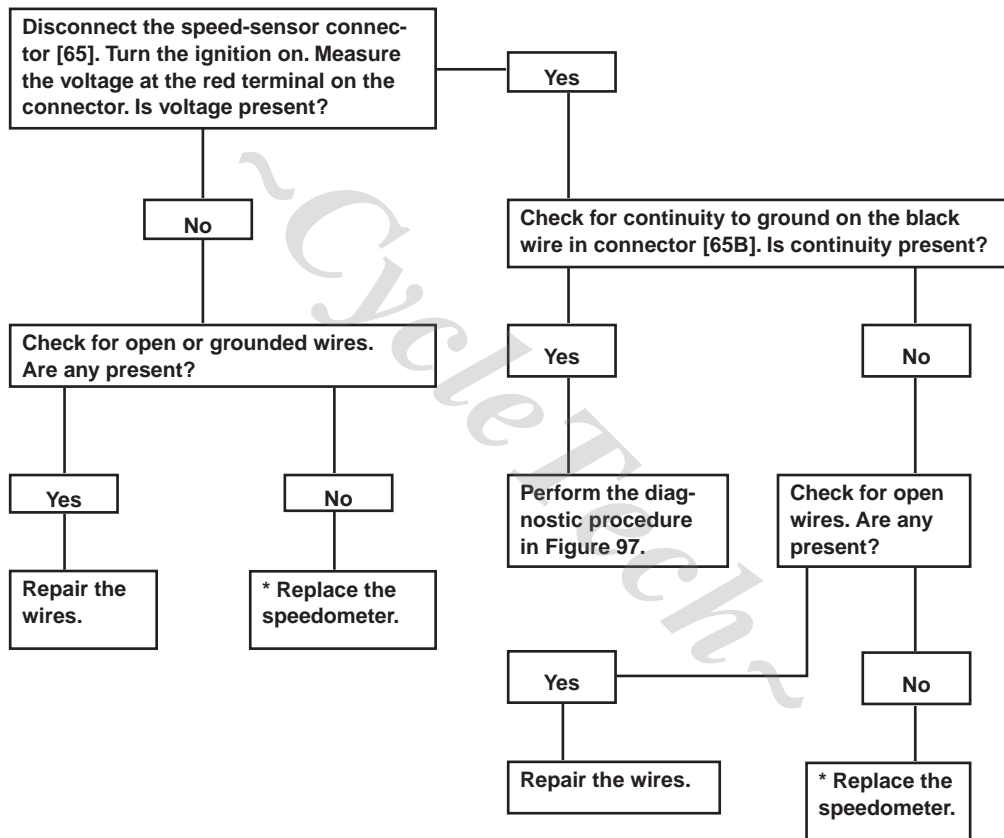 Disconnect the speed-sensor connec-
tor [65]. Turn the ignition on. Measure
the voltage at the red terminal on the
connector. Is voltage present?
Yes
No
Check for continuity to ground on the black
wire in connector [65B]. Is continuity present?
Check for open or grounded wires.
Are any present?
Yes
No
Yes
No
Perform the diag-
nostic procedure
in Figure 97.
Check for open
wires. Are any
present?
Repair the
wires.
* Replace the
speedometer.
Yes
No
Repair the wires.
* Replace the
speedometer.
~CycleTech~